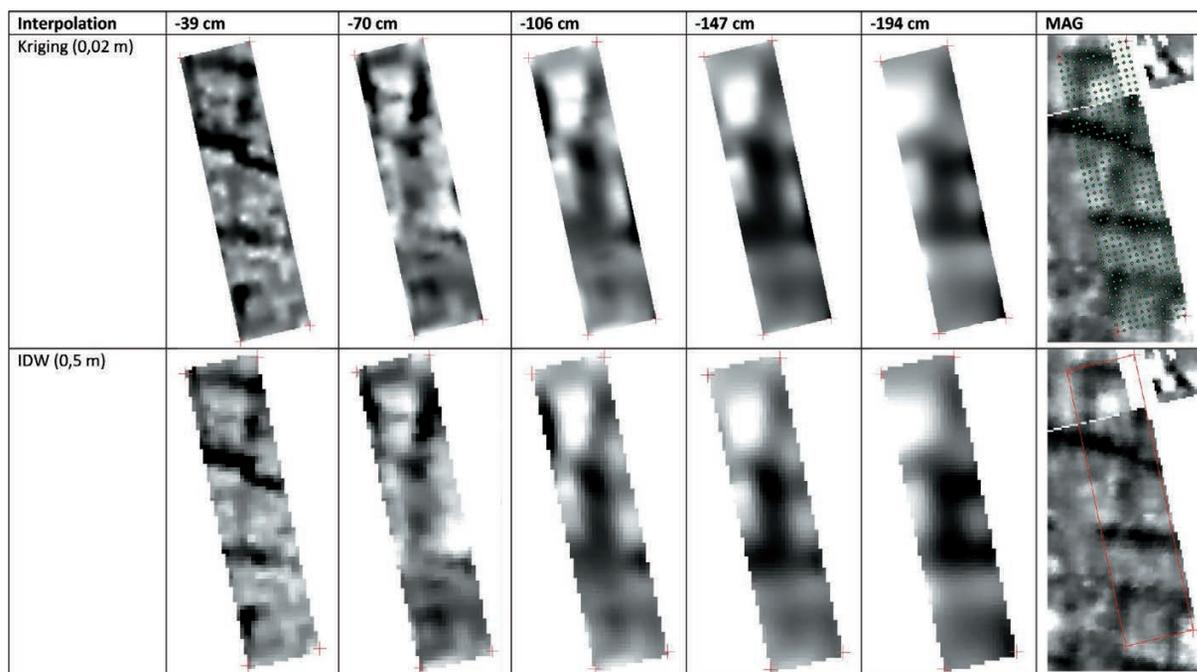 Interpolation -39 cm -70 cm -106 cm -147 cm -194 cm MAG
Kriging (0,02 m)
IDW (0,5 m)